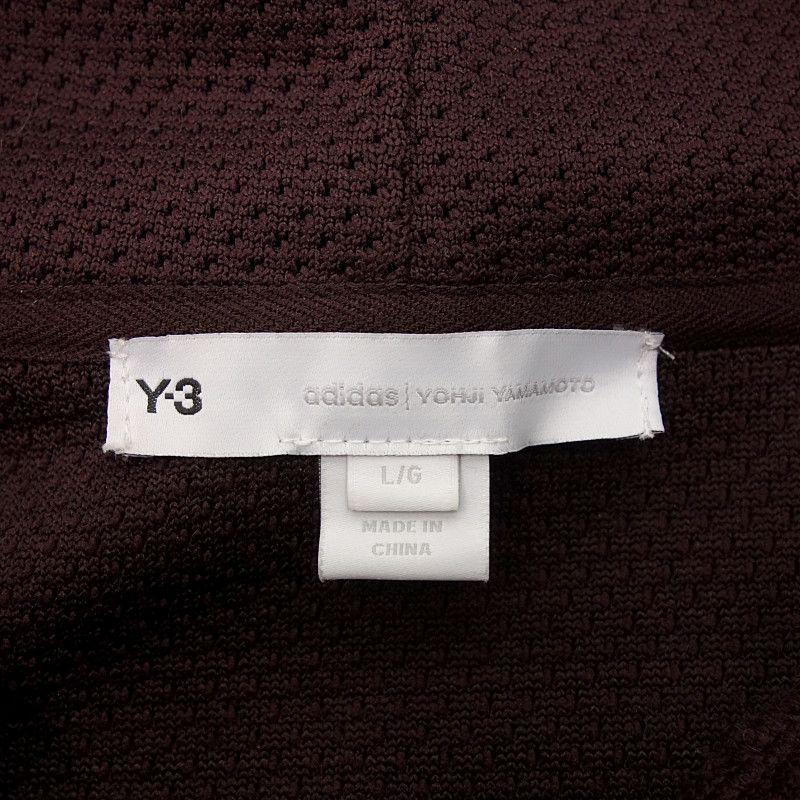 Y-3 adidas | YOHJI YAMAMOTO
L/G
MADE IN
CHINA